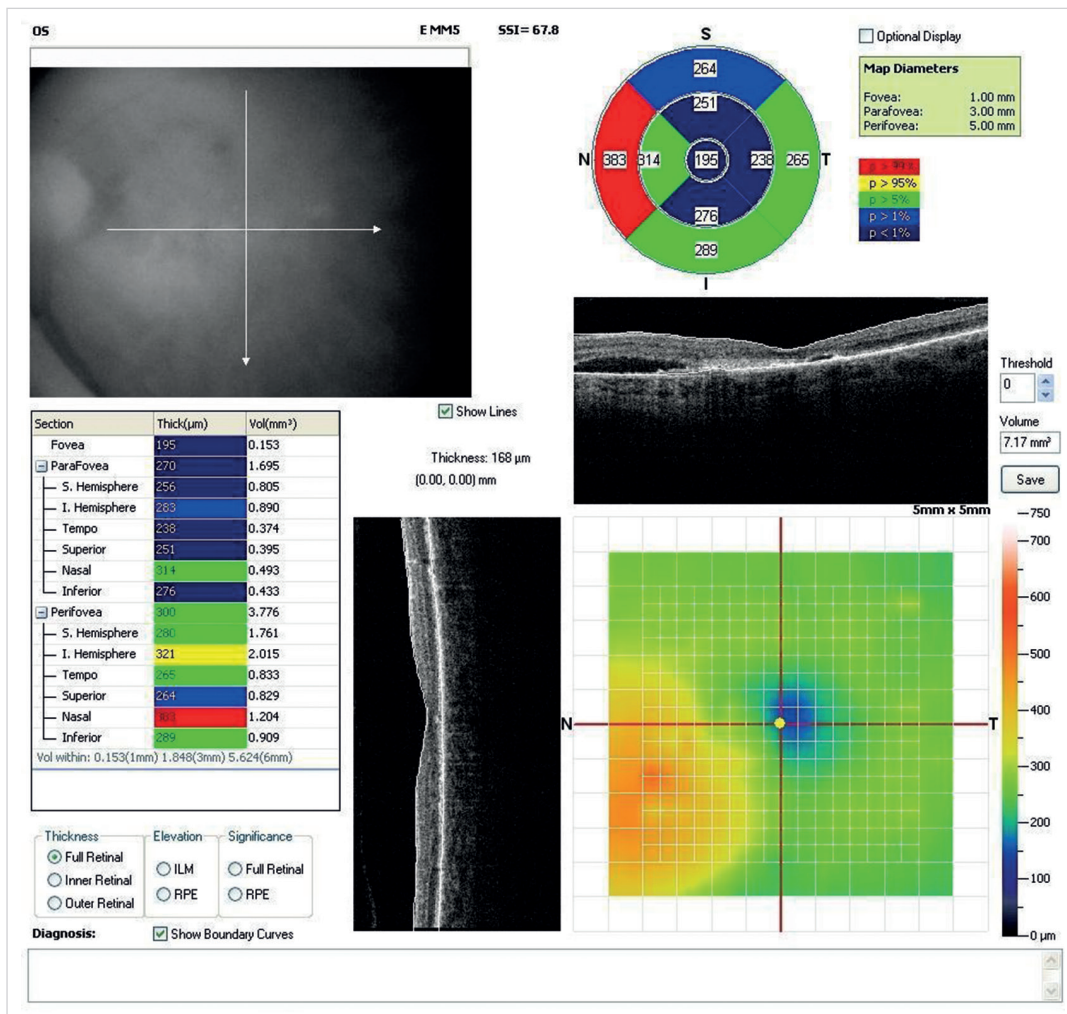 OS E MM5 SSI= 67.8
S
N T
I
264
251
383 314 195 238 265
276
289
Optional Display
Map Diameters
Fovea: 1.00 mm
Parafovea: 3.00 mm
Perifovea: 5.00 mm
p > 95%
p > 5%
p > 1%
p < 1%
Threshold
0
Volume
7.17 mm³
Save
Show Lines
Thickness: 168 µm
(0.00, 0.00) mm
Section Thick(µm) Vol(mm³)
Fovea 195 0.153
ParaFovea 270 1.695
S. Hemisphere 256 0.805
I. Hemisphere 283 0.890
Tempo 238 0.374
Superior 251 0.395
Nasal 314 0.493
Inferior 276 0.433
Perifovea 300 3.776
S. Hemisphere 280 1.761
I. Hemisphere 321 2.015
Tempo 265 0.833
Superior 264 0.829
Nasal 383 1.204
Inferior 289 0.909
Vol within: 0.153(1mm) 1.848(3mm) 5.624(6mm)
5mm x 5mm
N T
750
700
600
500
400
300
200
100
0 µm
Thickness
Full Retinal
Inner Retinal
Outer Retinal
Elevation
ILM
RPE
Significance
Full Retinal
RPE
Diagnosis:
Show Boundary Curves